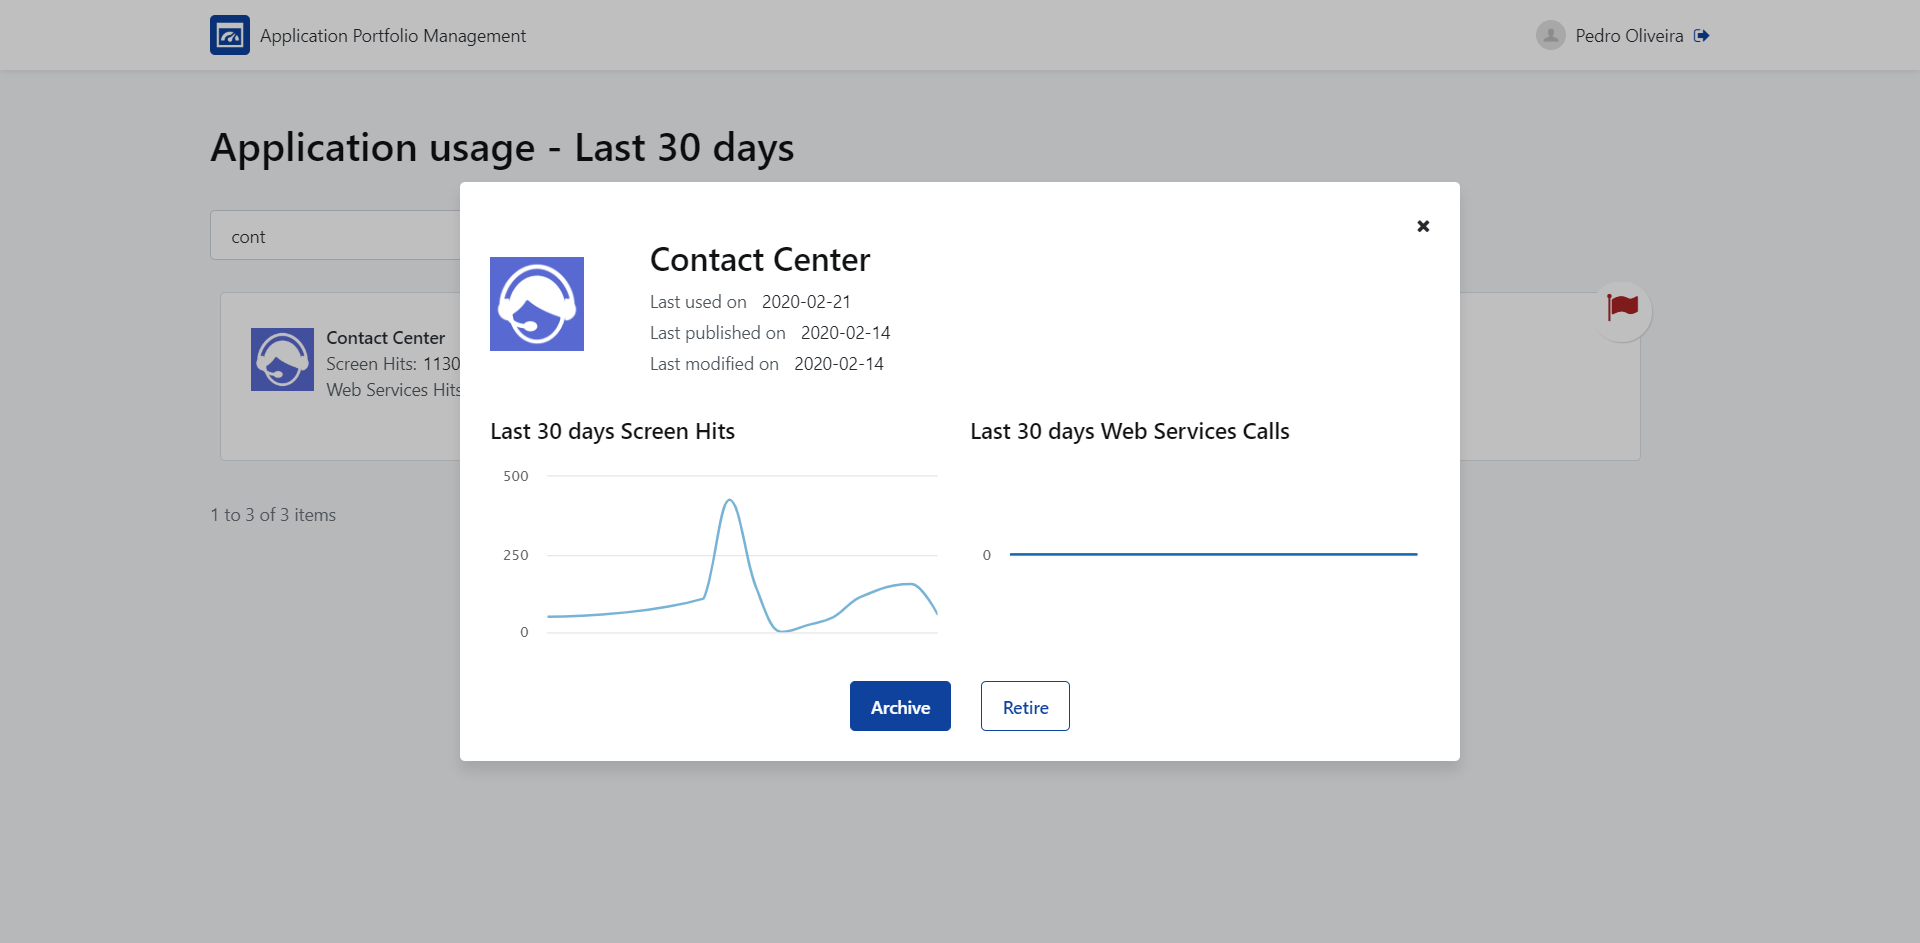 Application Portfolio Management
Pedro Oliveira
Application usage - Last 30 days
cont
Contact Center
Screen Hits: 1130
Web Services Hits
1 to 3 of 3 items
Contact Center
Last used on 2020-02-21
Last published on 2020-02-14
Last modified on 2020-02-14
Last 30 days Screen Hits
500
250
0
Last 30 days Web Services Calls
0
Archive
Retire